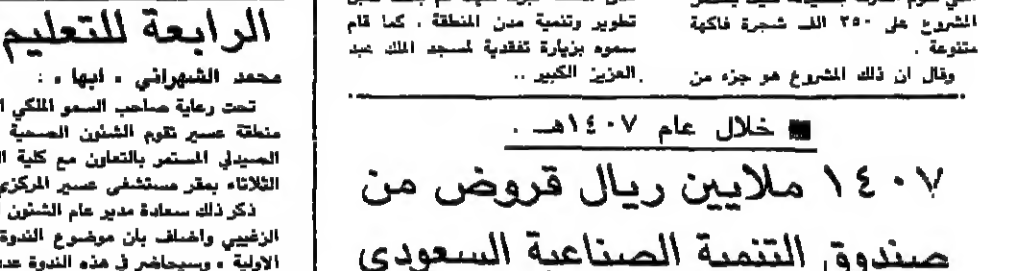 المشروع على ٢٥٠ الف شجرة فاكهة
متنوعة .
وقال ان ذلك المشروع هو جزء من
تطوير وتنمية مدن المنطقة . كما قام
سموه بزيارة تفقدية لمسجد الملك عبد
العزيز الكبير ..
■ خلال عام ١٤٠٧هـ .
١٤٠٧ ملايين ريال قروض من
صندوق التنمية الصناعية السعودي
الرابعة للتعليم
محمد الشهراني ـ ابها ـ :
تحت رعاية صاحب السمو الملكي
منطقة عسير تقوم الشئون الصحية
الصيدلي المستمر بالتعاون مع كلية
الثلاثاء بمقر مستشفى عسير المركزي
ذكر ذلك سعادة مدير عام الشئون
الزغيبي واضاف بان موضوع الندوة
الاولية . وسيحاضر في هذه الندوة